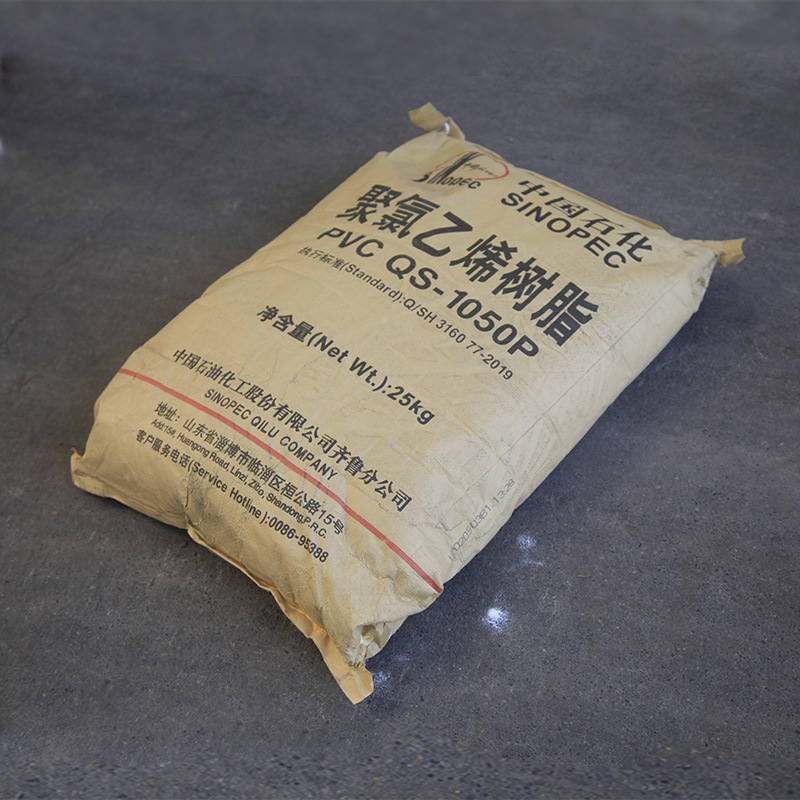 SINOPEC
中国石化
SINOPEC
聚氯乙烯树脂
PVC QS-1050P
执行标准(Standard):Q/SH 3160 77-2019
净含量(Net Wt.):25kg
中国石油化工股份有限公司齐鲁分公司
SINOPEC QILU COMPANY
地址：山东省淄博市临淄区桓公路15号
Add:15#, Huangong Road, Linzi, Zibo, Shandong,P.R.C.
客户服务电话(Service Hotline):0086-95388